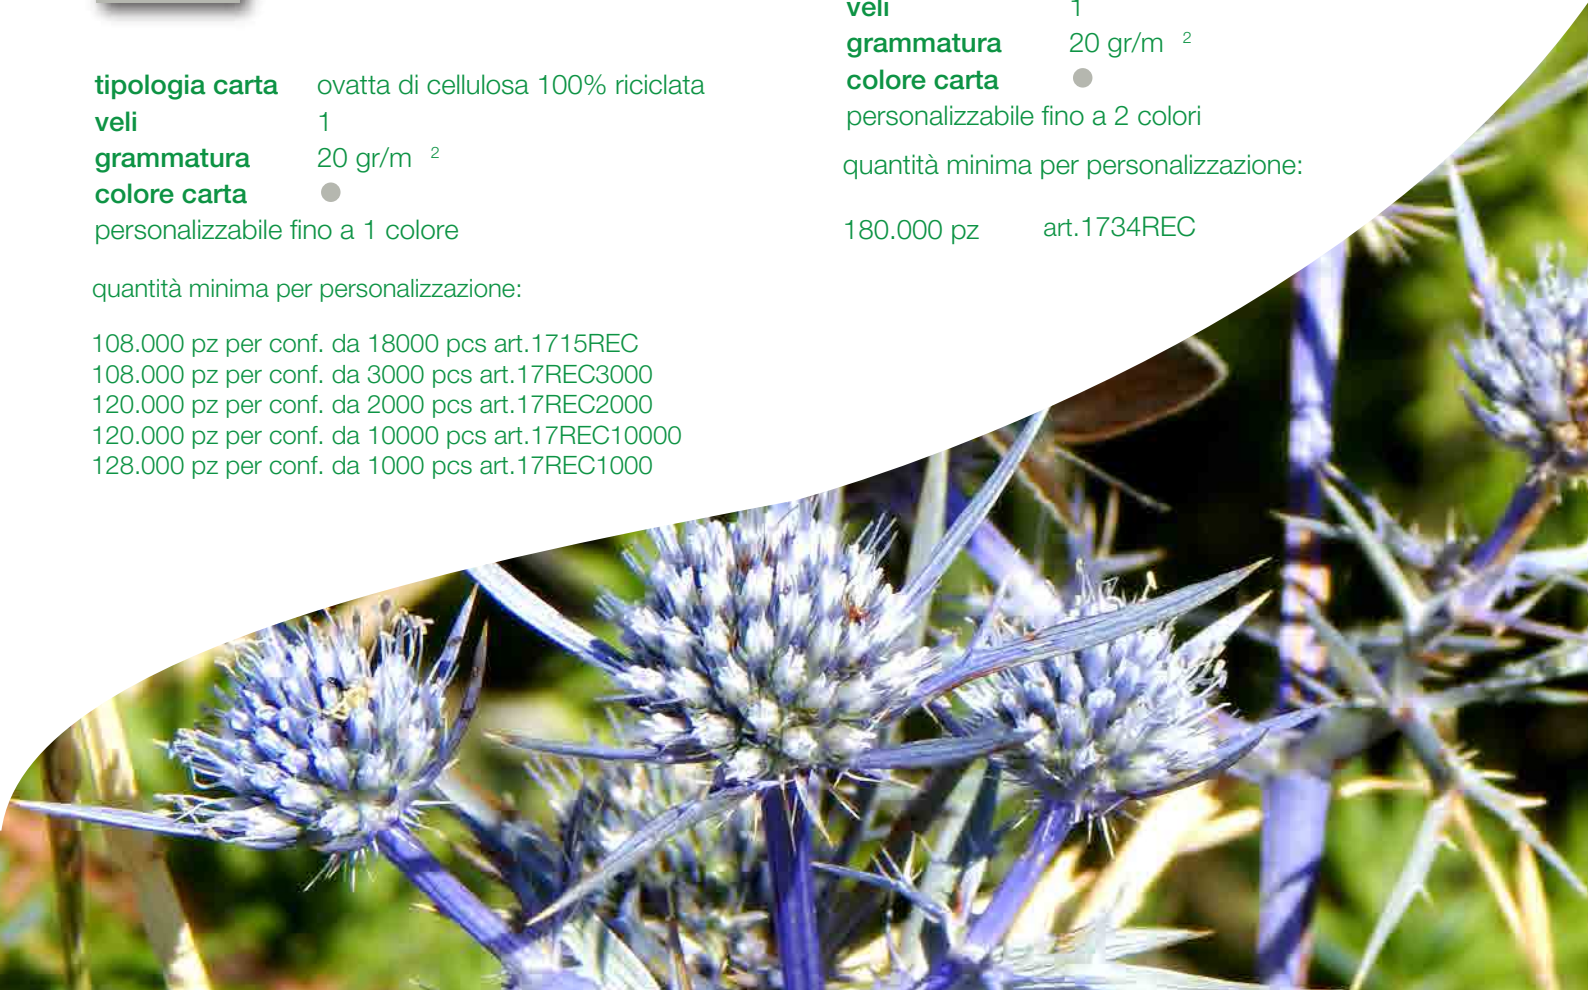 tipologia carta ovatta di cellulosa 100% riciclata
veli 1
grammatura 20 gr/m 2
colore carta
personalizzabile fino a 1 colore
quantità minima per personalizzazione:
108.000 pz per conf. da 18000 pcs art.1715REC
108.000 pz per conf. da 3000 pcs art.17REC3000
120.000 pz per conf. da 2000 pcs art.17REC2000
120.000 pz per conf. da 10000 pcs art.17REC10000
128.000 pz per conf. da 1000 pcs art.17REC1000
veli 1
grammatura 20 gr/m 2
colore carta
personalizzabile fino a 2 colori
quantità minima per personalizzazione:
180.000 pz art.1734REC